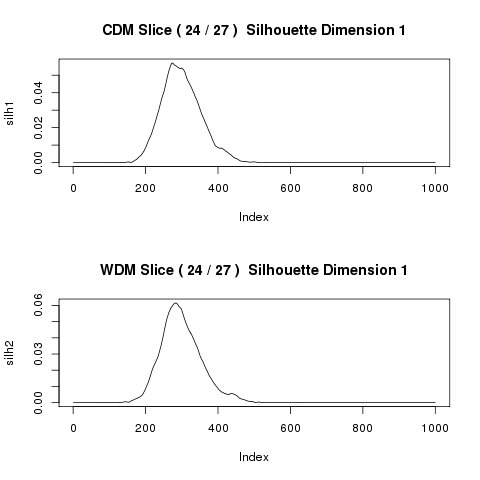 CDM Slice ( 24 / 27 )  Silhouette Dimension 1
silh1
0.04
0.02
0.00
0 200 400 600 800 1000
Index
WDM Slice ( 24 / 27 )  Silhouette Dimension 1
silh2
0.06
0.03
0.00
0 200 400 600 800 1000
Index